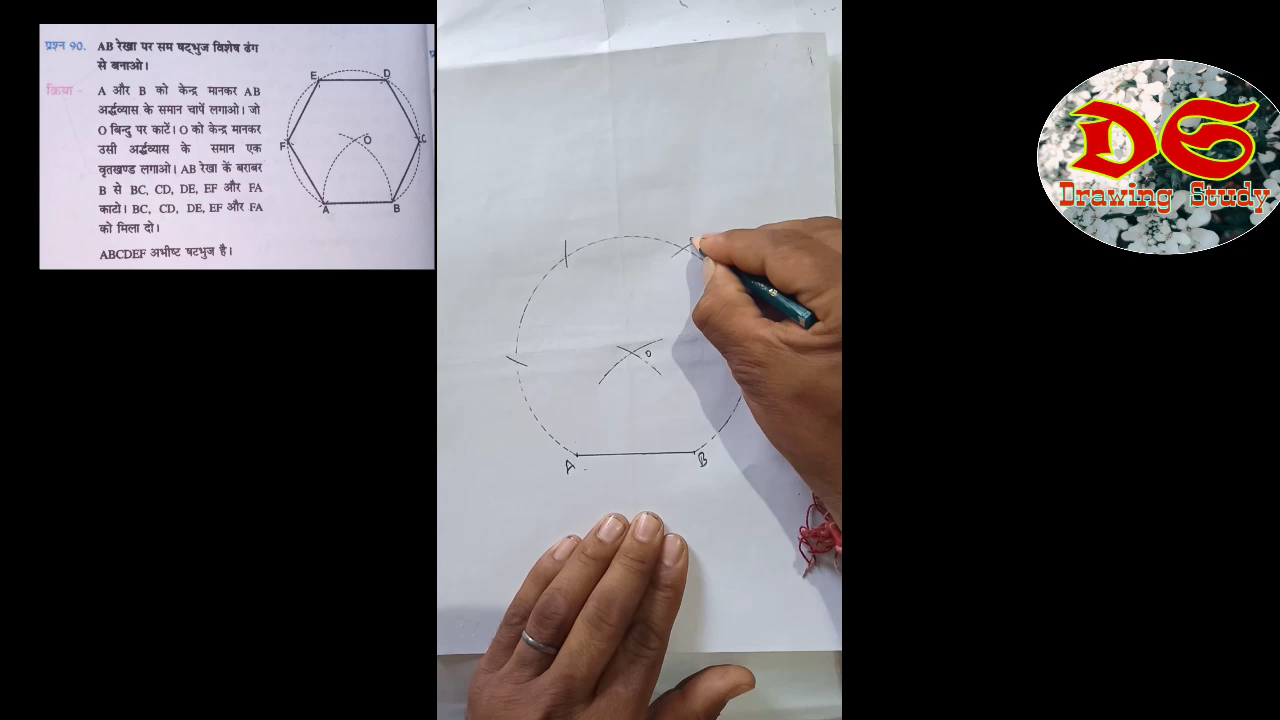 प्रश्न 90. AB रेखा पर सम षट्भुज विशेष ढंग
से बनाओ।
क्रिया - A और B को केन्द्र मानकर AB
अर्द्धव्यास के समान चापें लगाओ। जो
O बिन्दु पर काटें। O को केन्द्र मानकर
उसी अर्द्धव्यास के समान एक
वृतखण्ड लगाओ। AB रेखा कें बराबर
B से BC, CD, DE, EF और FA
काटो। BC, CD, DE, EF और FA
को मिला दो।
ABCDEF अभीष्ट षटभुज है।
E D
F O C
A B
DS
Drawing Study
O
A B